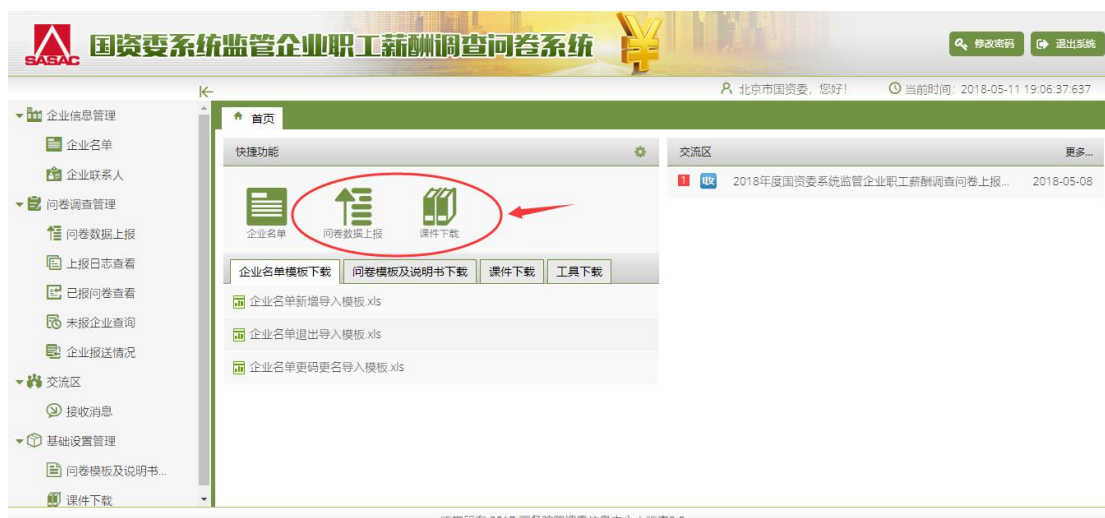 SASAC 国资委系统监管企业职工薪酬调查问卷系统
修改密码 退出系统
北京市国资委，您好！ 当前时间：2018-05-11 19:06:37:637
企业信息管理
企业名单
企业联系人
问卷调查管理
问卷数据上报
上报日志查看
已报问卷查看
未报企业查询
企业报送情况
交流区
接收消息
基础设置管理
问卷模板及说明书...
课件下载
首页
快捷功能
企业名单 问卷数据上报 课件下载
企业名单模板下载 问卷模板及说明书下载 课件下载 工具下载
企业名单新增导入模板.xls
企业名单退出导入模板.xls
企业名单更码更名导入模板.xls
交流区 更多...
1 收 2018年度国资委系统监管企业职工薪酬调查问卷上报... 2018-05-08